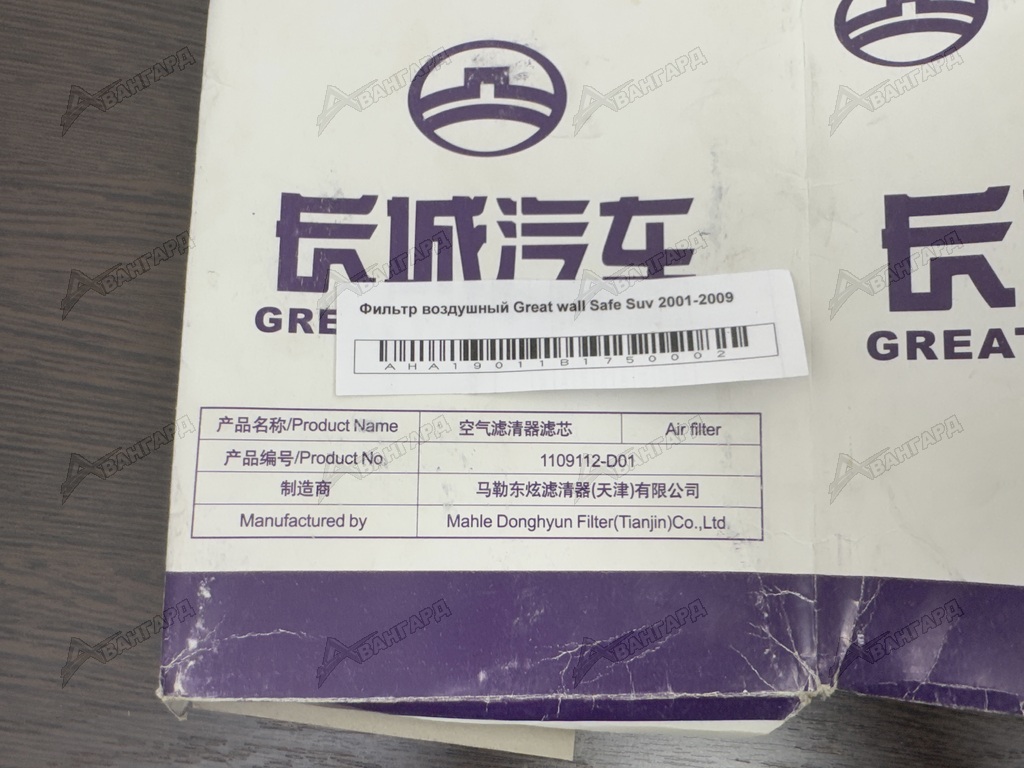 长城汽车
GRE
GREAT
Фильтр воздушный Great wall Safe Suv 2001-2009
AHA19011B1750002
产品名称/Product Name 空气滤清器滤芯 Air filter
产品编号/Product No. 1109112-D01
制造商 马勒东炫滤清器(天津)有限公司
Manufactured by Mahle Donghyun Filter(Tianjin)Co.,Ltd
АВАНГАРД